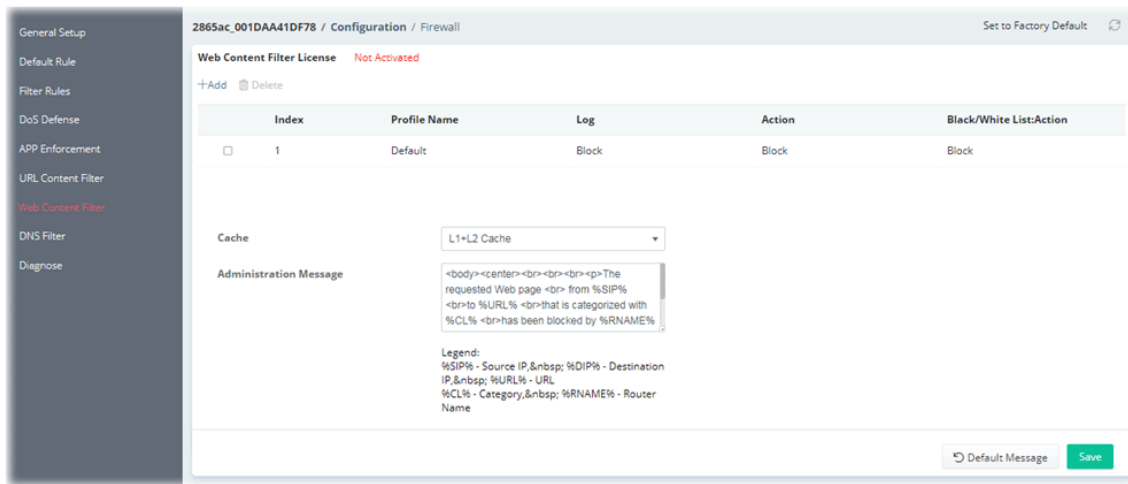 General Setup
Default Rule
Filter Rules
DoS Defense
APP Enforcement
URL Content Filter
Web Content Filter
DNS Filter
Diagnose
2865ac_001DAA41DF78 / Configuration / Firewall
Set to Factory Default
Web Content Filter License Not Activated
+Add Delete
Index Profile Name Log Action Black/White List:Action
1 Default Block Block Block
Cache L1+L2 Cache
Administration Message
<body><center><br><br><br><p>The
requested Web page <br> from %SIP%
<br>to %URL% <br>that is categorized with
%CL% <br>has been blocked by %RNAME%
Legend:
%SIP% - Source IP,&nbsp; %DIP% - Destination
IP,&nbsp; %URL% - URL
%CL% - Category,&nbsp; %RNAME% - Router
Name
Default Message Save